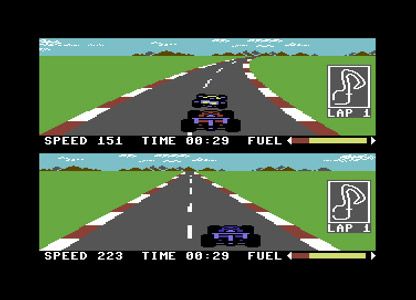 LAP 1
SPEED 151 TIME 00:29 FUEL
LAP 1
SPEED 223 TIME 00:29 FUEL